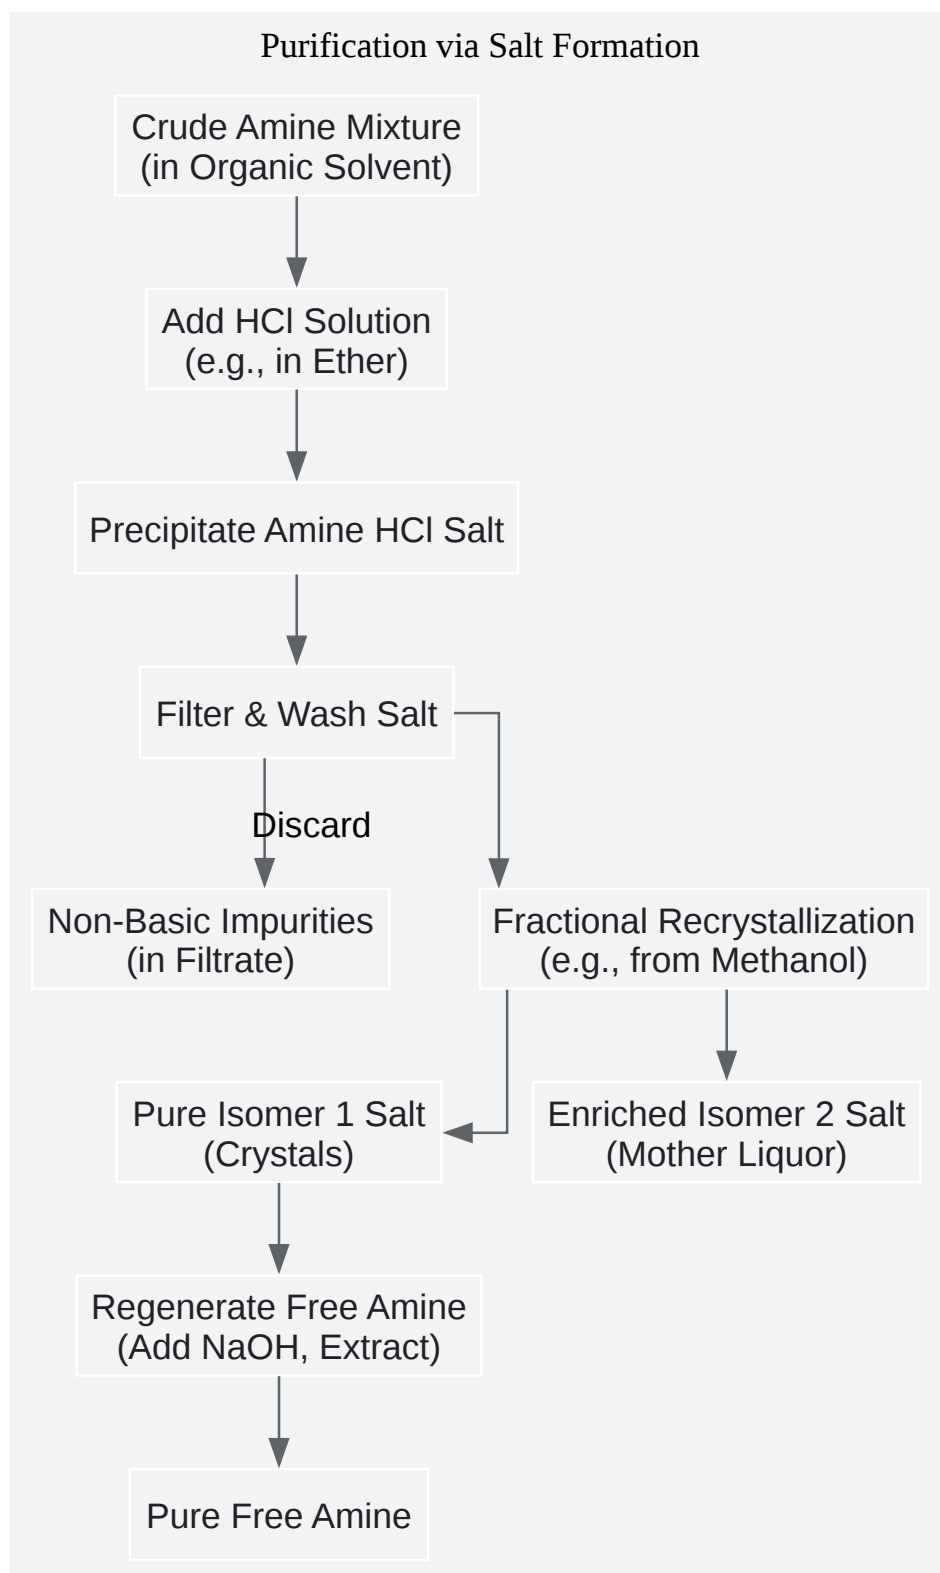 Purification via Salt Formation
Crude Amine Mixture
(in Organic Solvent)
Add HCl Solution
(e.g., in Ether)
Precipitate Amine HCl Salt
Filter & Wash Salt
Discard
Non-Basic Impurities
(in Filtrate)
Fractional Recrystallization
(e.g., from Methanol)
Pure Isomer 1 Salt
(Crystals)
Enriched Isomer 2 Salt
(Mother Liquor)
Regenerate Free Amine
(Add NaOH, Extract)
Pure Free Amine